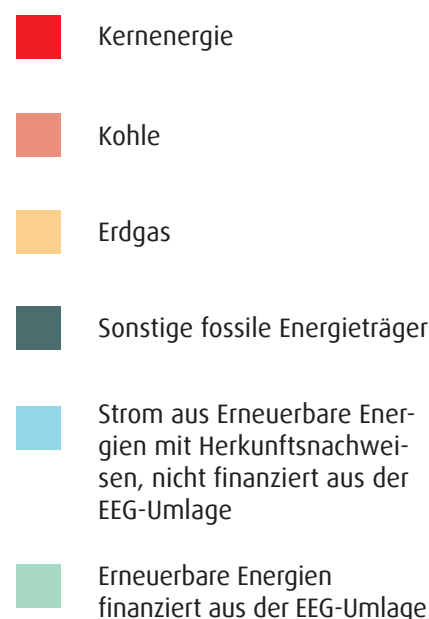 Kernenergie
Kohle
Erdgas
Sonstige fossile Energieträger
Strom aus Erneuerbare Ener-
gien mit Herkunftsnachwei-
sen, nicht finanziert aus der
EEG-Umlage
Erneuerbare Energien
finanziert aus der EEG-Umlage